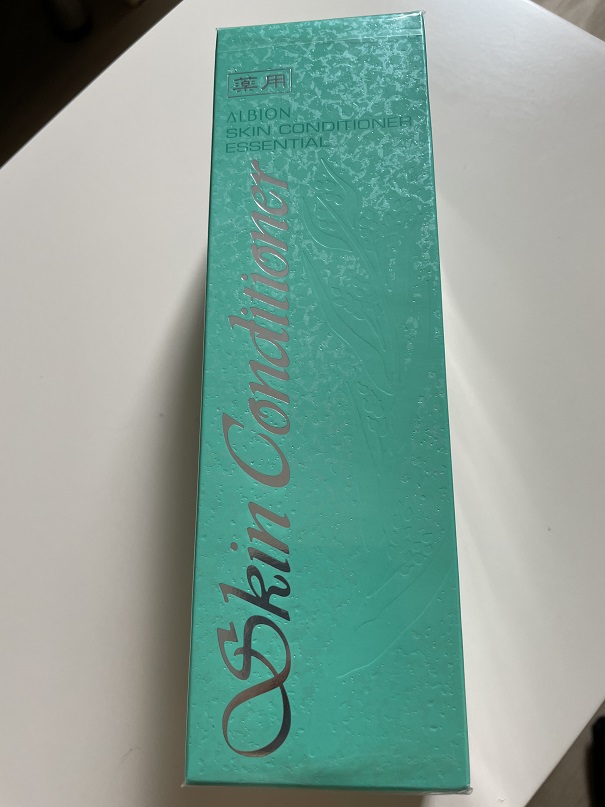 薬用
ALBION
SKIN CONDITIONER
ESSENTIAL
Skin Conditioner